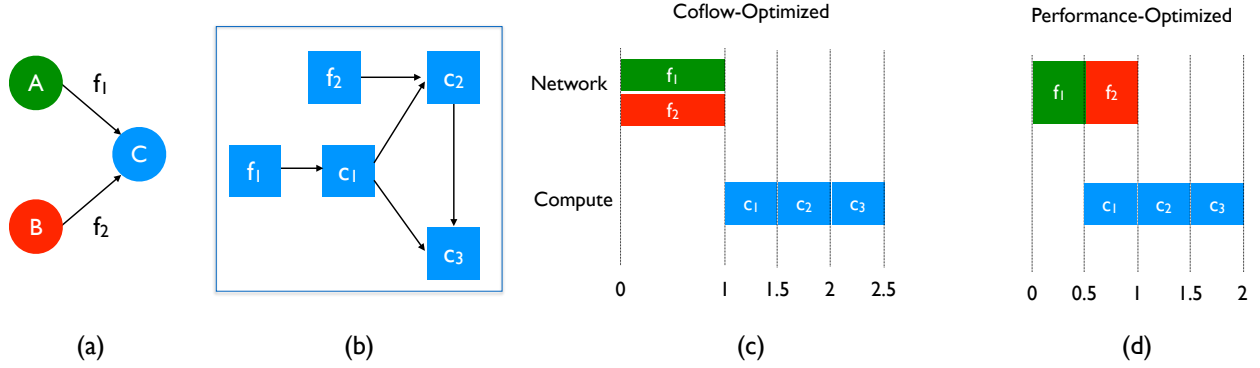 A
f₁
C
B
f₂
(a)
f₂
c₂
f₁
c₁
c₃
(b)
Coflow-Optimized
Network
f₁
f₂
Compute
c₁ c₂ c₃
0 1 1.5 2 2.5
(c)
Performance-Optimized
f₁ f₂
c₁ c₂ c₃
0 0.5 1 1.5 2
(d)